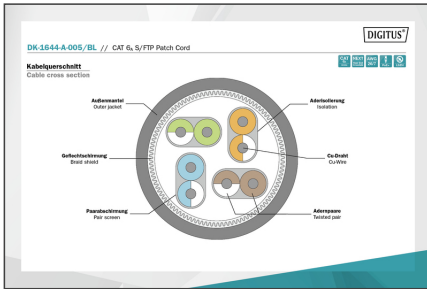 DIGITUS®
DK-1644-A-005/BL // CAT 6A S/FTP Patch Cord
Kabelquerschnitt
Cable cross section
Außenmantel
Outer jacket
Aderisolierung
Isolation
Geflechtschirmung
Braid shield
Cu-Draht
Cu-Wire
Paarabschirmung
Pair screen
Adernpaare
Twisted pair